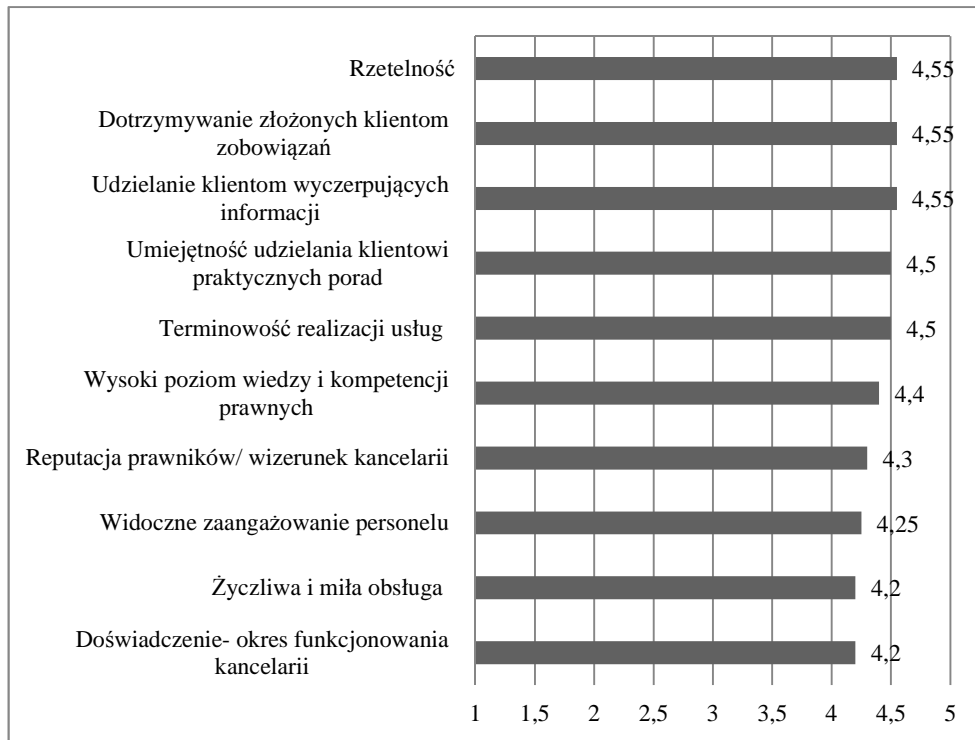 Rzetelność
4,55
Dotrzymywanie złożonych klientom
zobowiązań
4,55
Udzielanie klientom wyczerpujących
informacji
4,55
Umiejętność udzielania klientowi
praktycznych porad
4,5
Terminowość realizacji usług
4,5
Wysoki poziom wiedzy i kompetencji
prawnych
4,4
Reputacja prawników/ wizerunek kancelarii
4,3
Widoczne zaangażowanie personelu
4,25
Życzliwa i miła obsługa
4,2
Doświadczenie- okres funkcjonowania
kancelarii
4,2
1 1,5 2 2,5 3 3,5 4 4,5 5